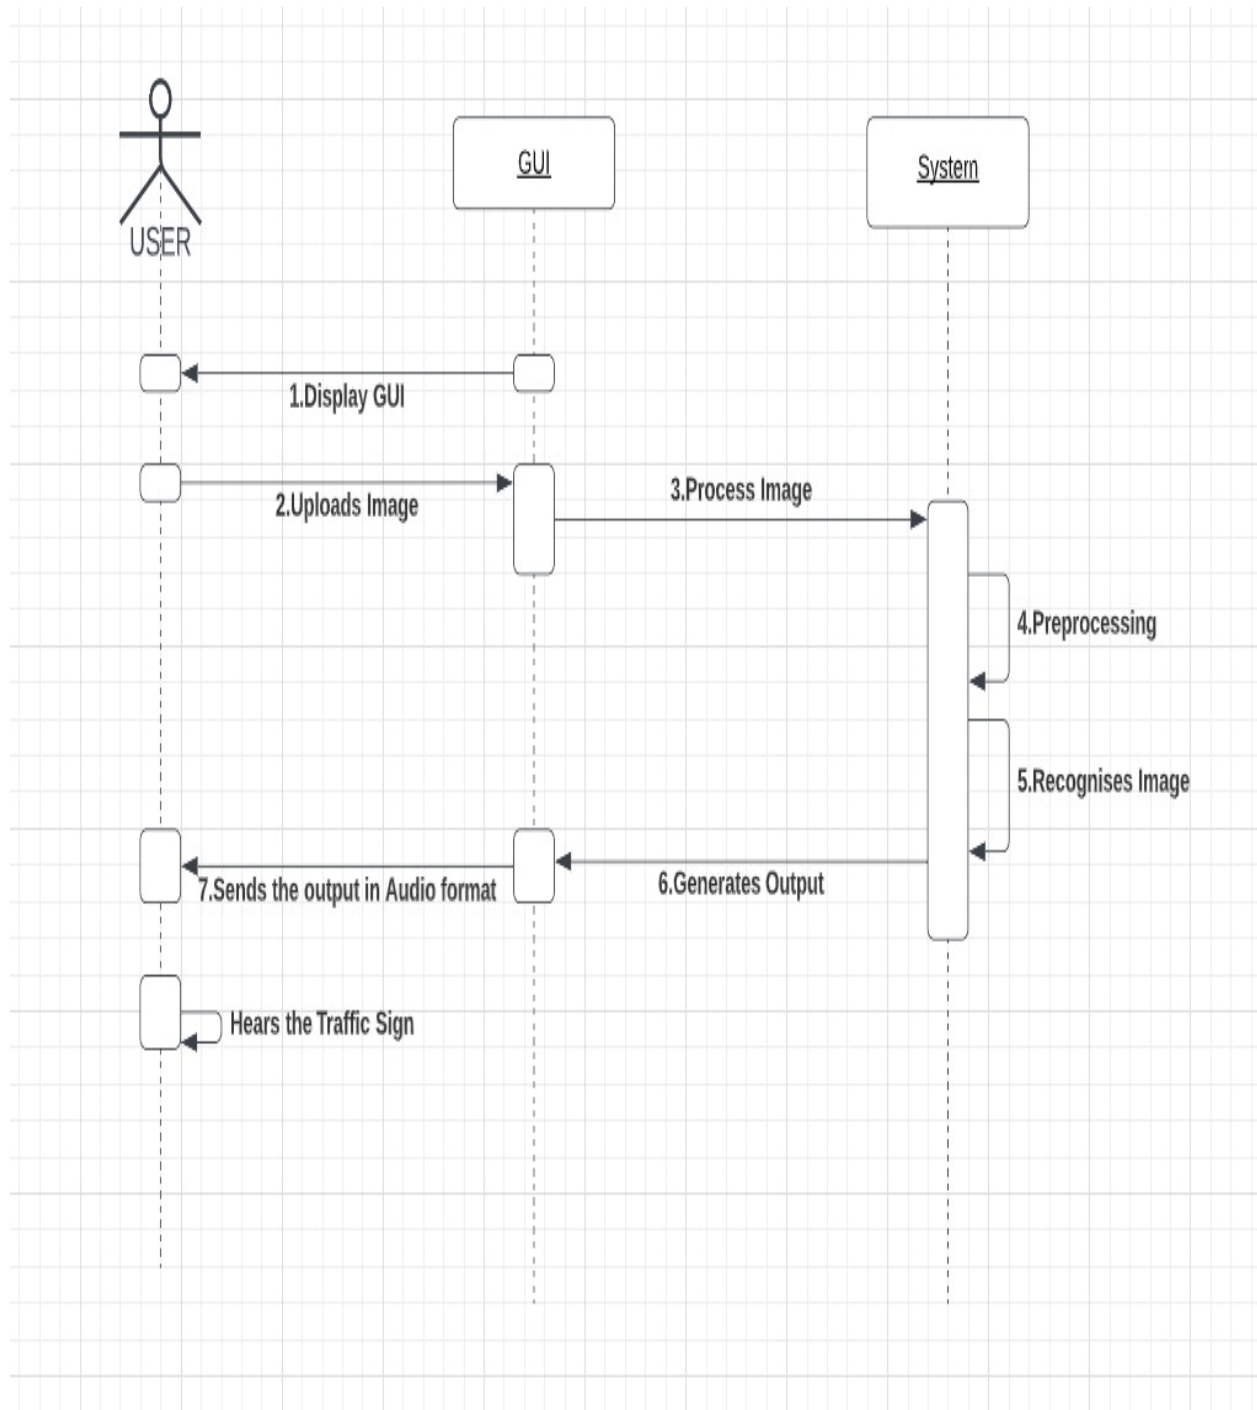 USER
GUI
System
1.Display GUI
2.Uploads Image
3.Process Image
4.Preprocessing
5.Recognises Image
6.Generates Output
7.Sends the output in Audio format
Hears the Traffic Sign